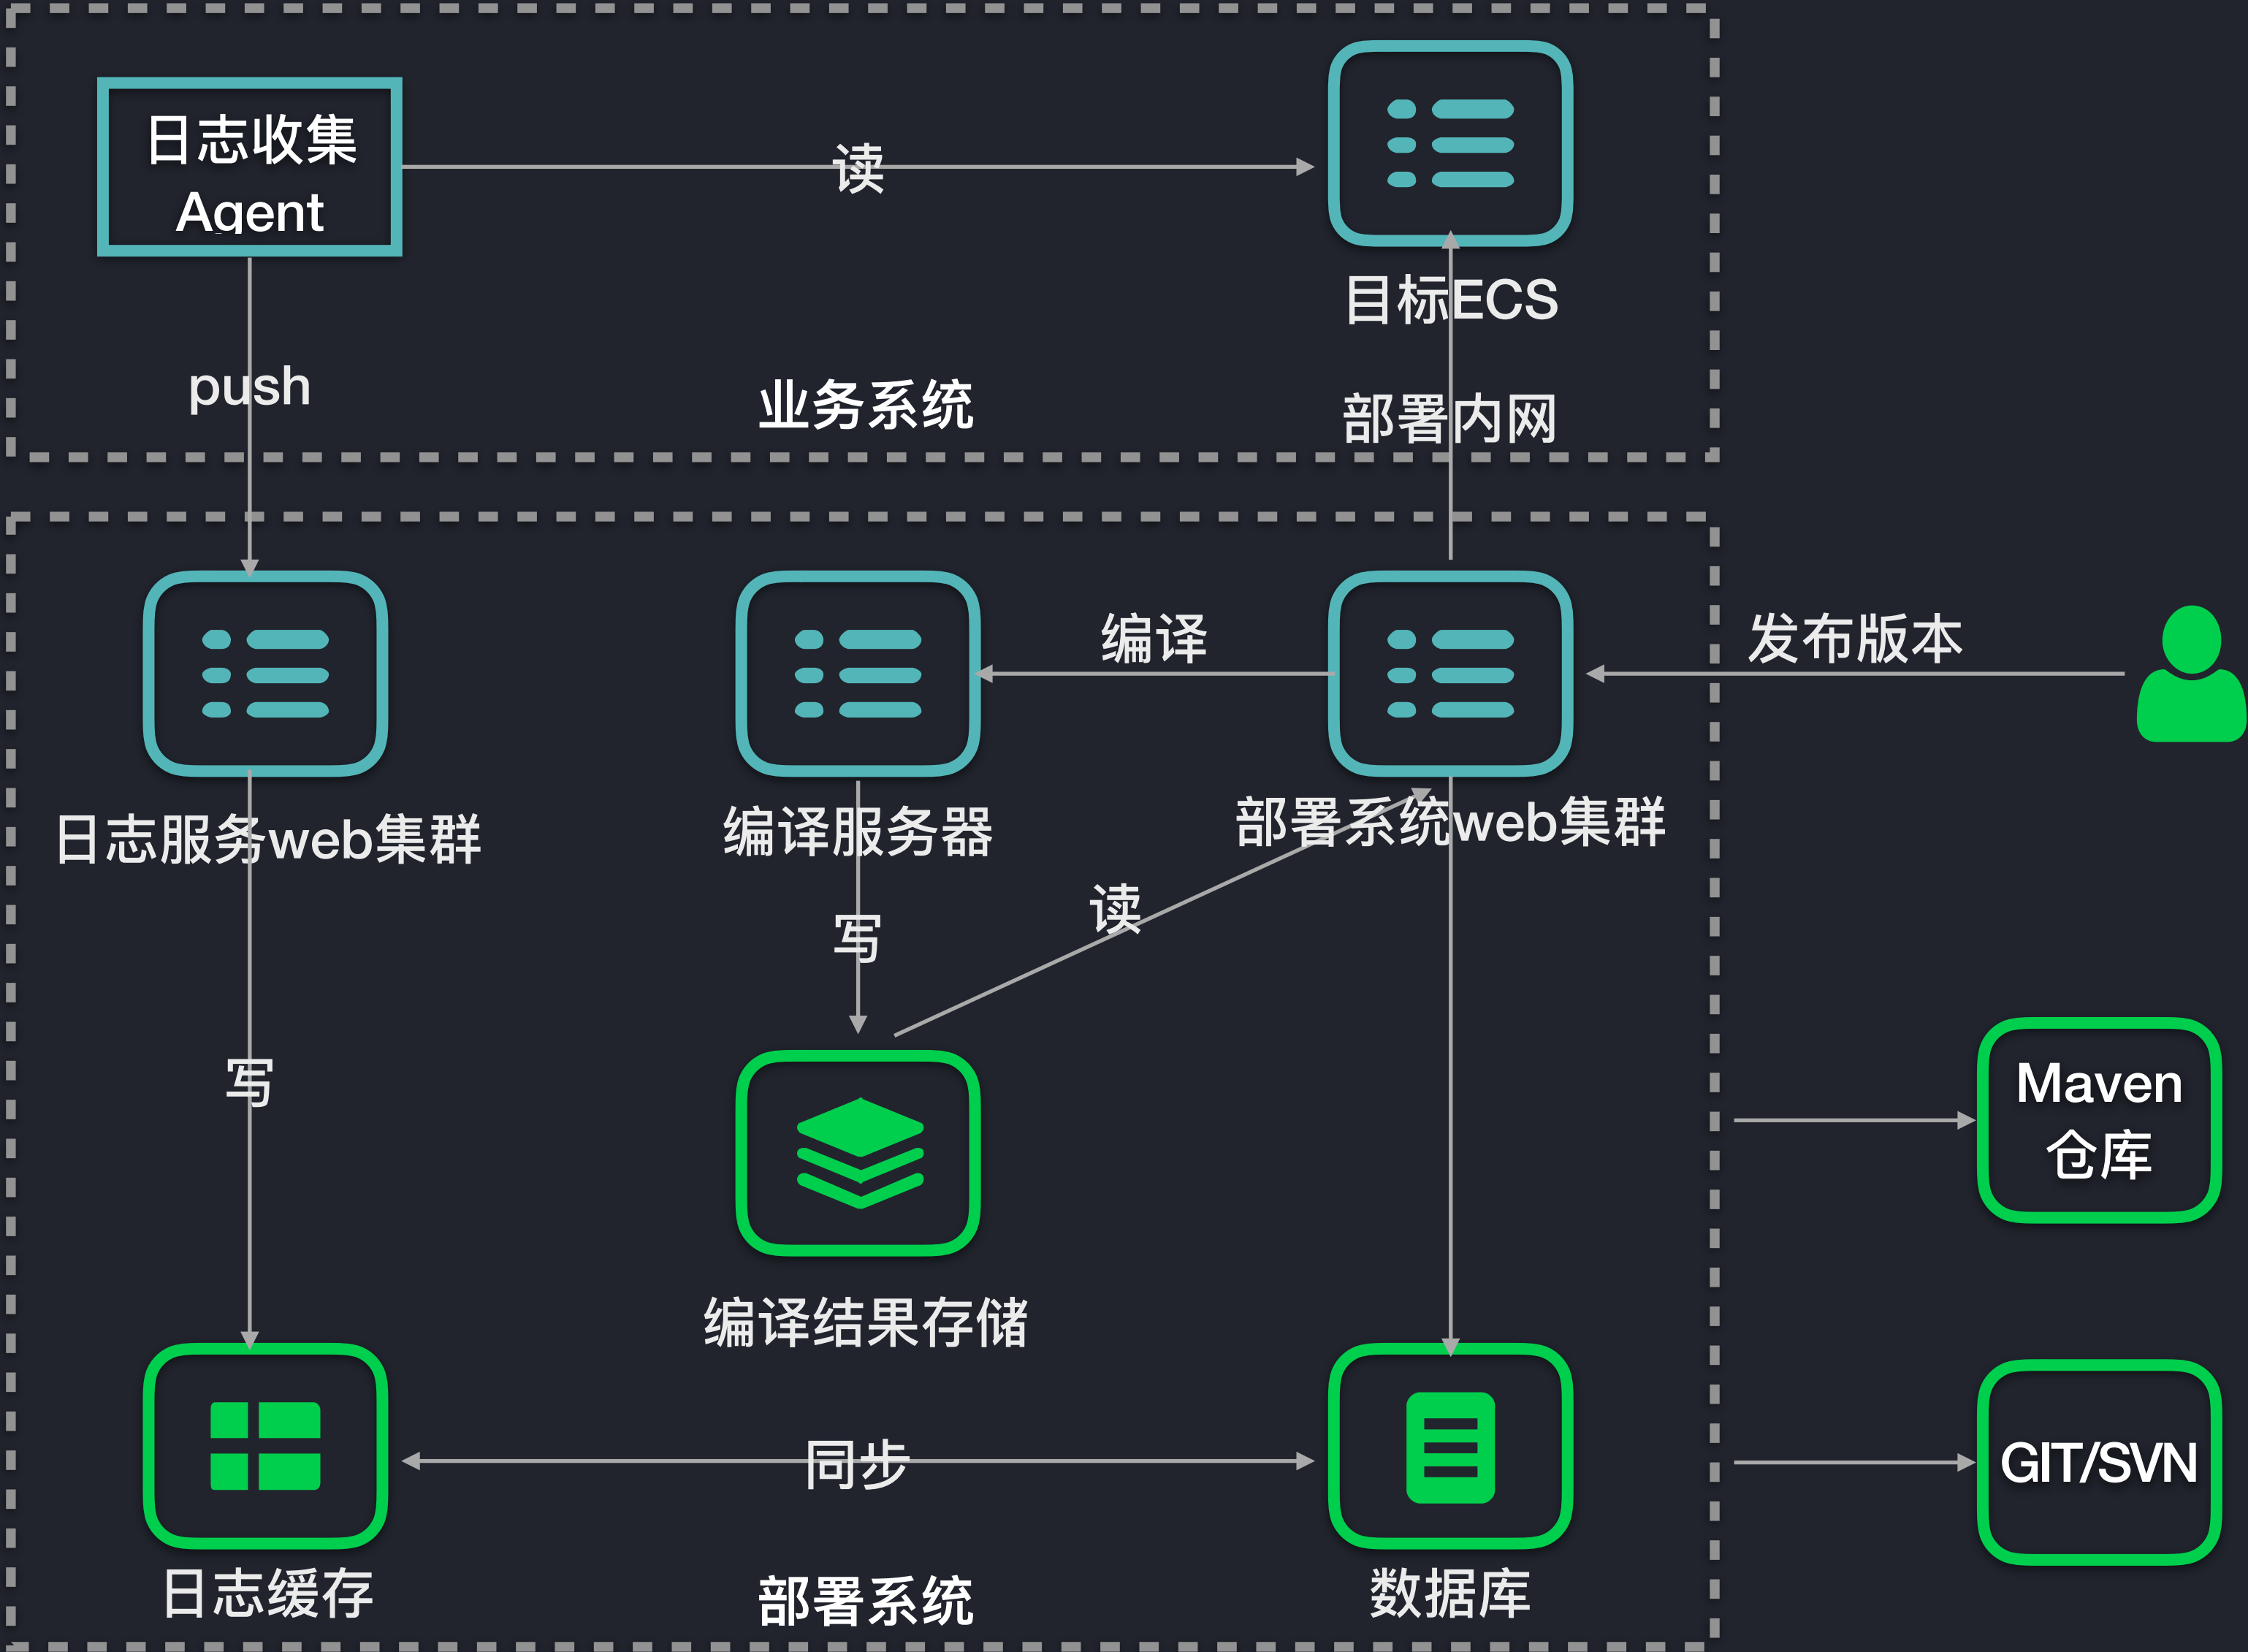 日志收集
Agent
读
目标ECS
push
业务系统
部署内网
编译
发布版本
日志服务web集群
编译服务器
部署系统web集群
读
写
写
Maven
仓库
编译结果存储
同步
GIT/SVN
日志缓存
部署系统
数据库